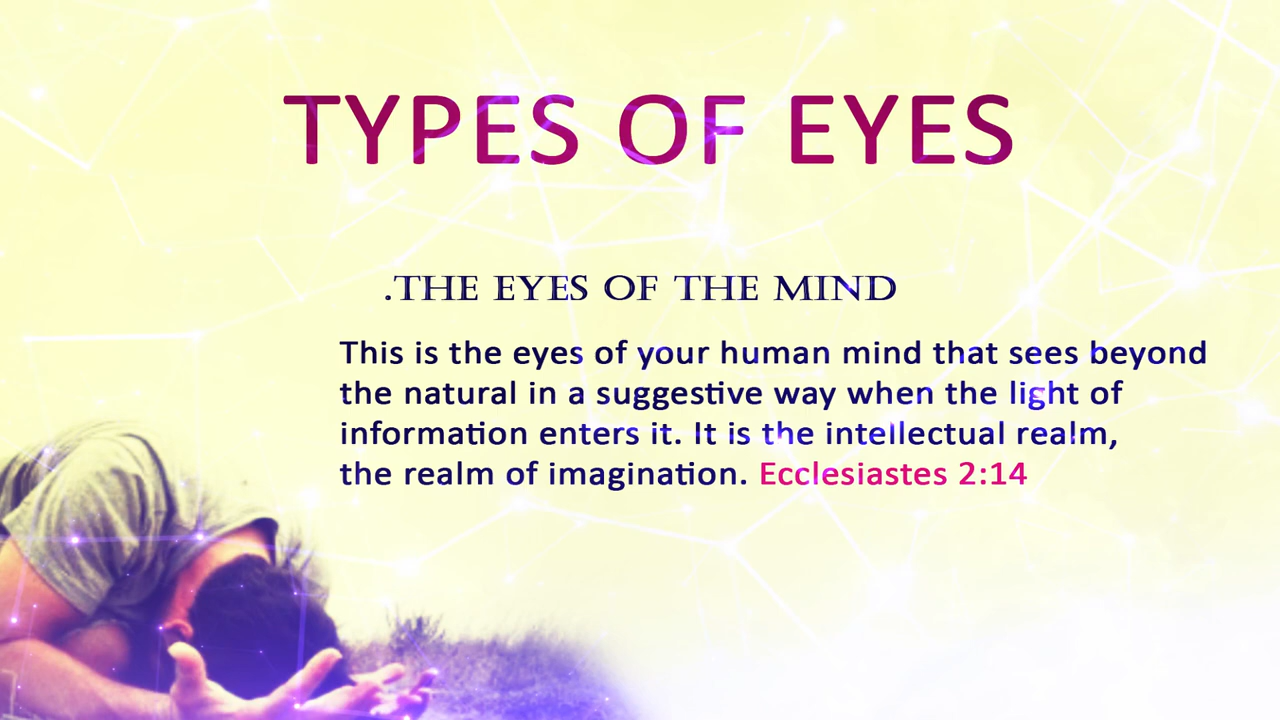 TYPES OF EYES
.THE EYES OF THE MIND
This is the eyes of your human mind that sees beyond
the natural in a suggestive way when the light of
information enters it. It is the intellectual realm,
the realm of imagination. Ecclesiastes 2:14